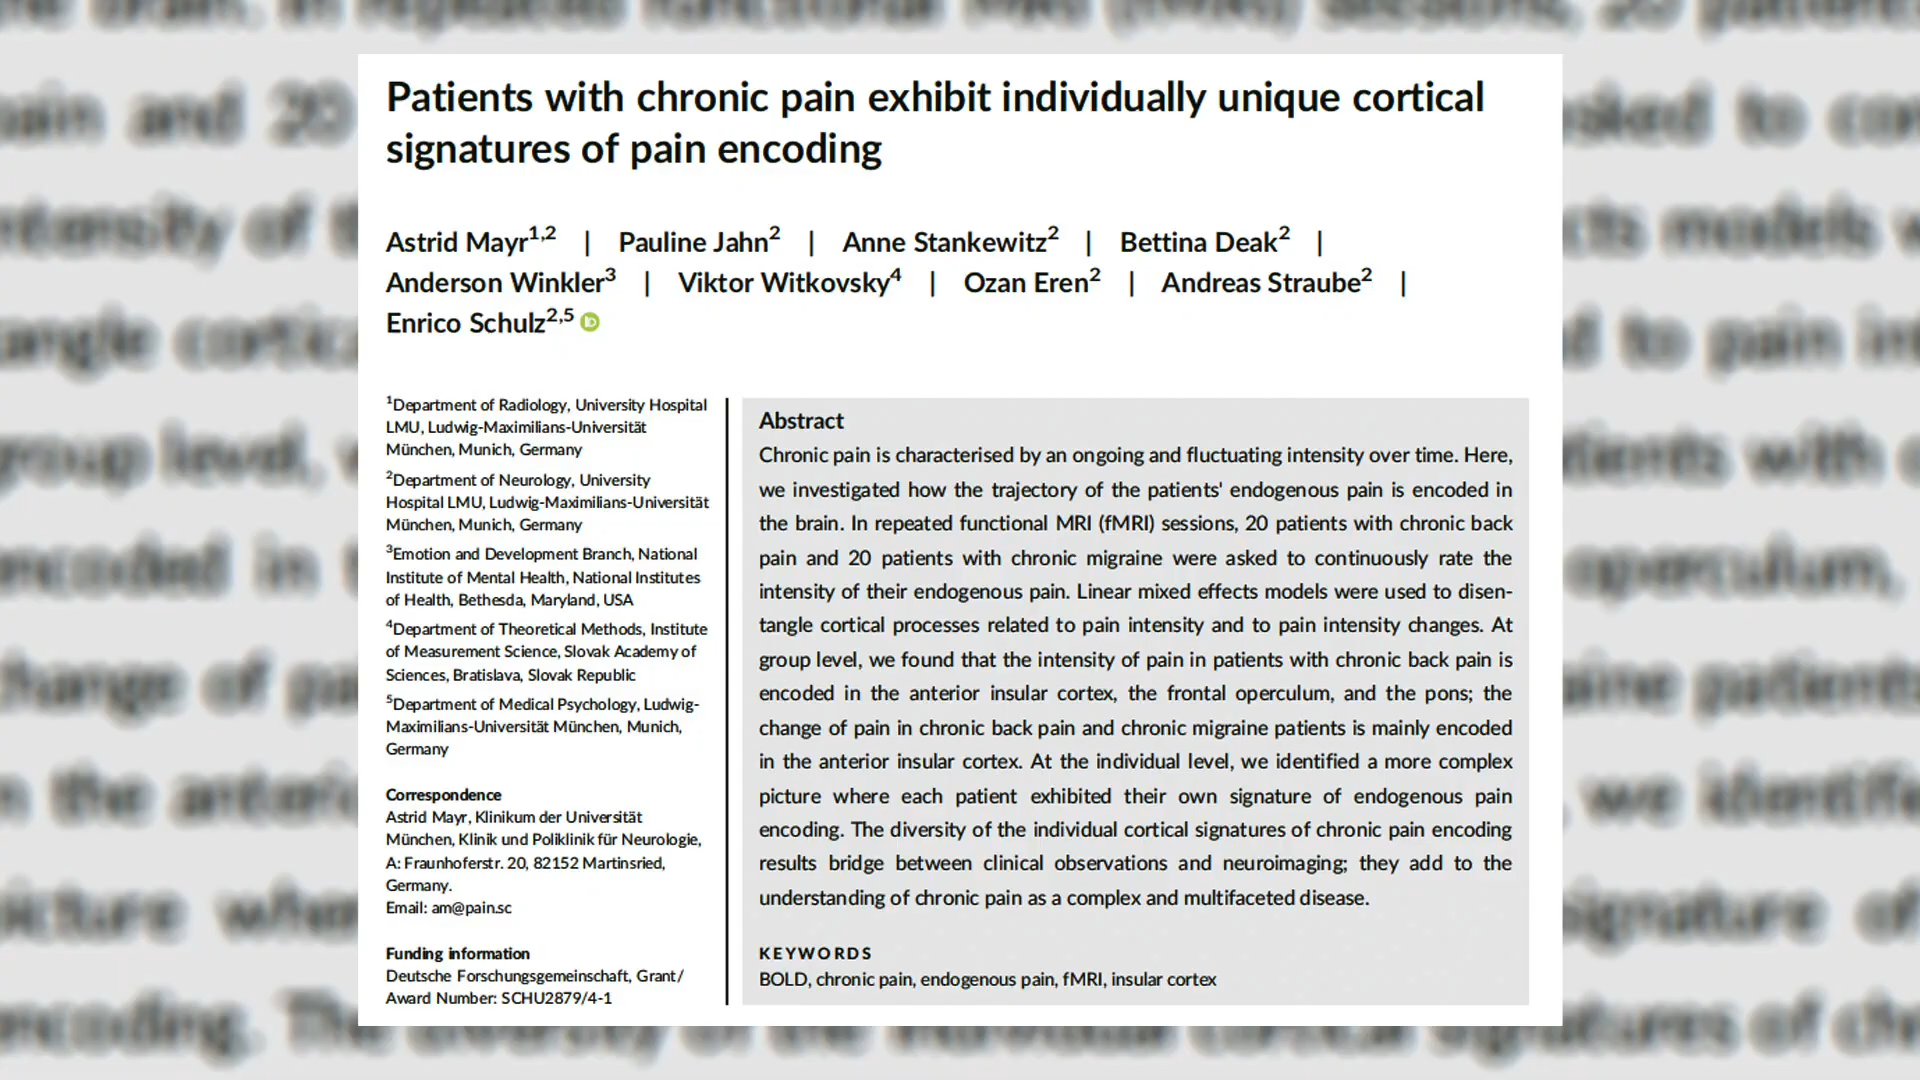 Patients with chronic pain exhibit individually unique cortical
signatures of pain encoding
Astrid Mayr1,2 | Pauline Jahn2 | Anne Stankewitz2 | Bettina Deak2 |
Anderson Winkler3 | Viktor Witkovsky4 | Ozan Eren2 | Andreas Straube2 |
Enrico Schulz2,5 iD
1Department of Radiology, University Hospital
LMU, Ludwig-Maximilians-Universität
München, Munich, Germany
2Department of Neurology, University
Hospital LMU, Ludwig-Maximilians-Universität
München, Munich, Germany
3Emotion and Development Branch, National
Institute of Mental Health, National Institutes
of Health, Bethesda, Maryland, USA
4Department of Theoretical Methods, Institute
of Measurement Science, Slovak Academy of
Sciences, Bratislava, Slovak Republic
5Department of Medical Psychology, Ludwig-
Maximilians-Universität München, Munich,
Germany
Correspondence
Astrid Mayr, Klinikum der Universität
München, Klinik und Poliklinik für Neurologie,
A: Fraunhoferstr. 20, 82152 Martinsried,
Germany.
Email: am@pain.sc
Funding information
Deutsche Forschungsgemeinschaft, Grant/
Award Number: SCHU2879/4-1
Abstract
Chronic pain is characterised by an ongoing and fluctuating intensity over time. Here,
we investigated how the trajectory of the patients' endogenous pain is encoded in
the brain. In repeated functional MRI (fMRI) sessions, 20 patients with chronic back
pain and 20 patients with chronic migraine were asked to continuously rate the
intensity of their endogenous pain. Linear mixed effects models were used to disen-
tangle cortical processes related to pain intensity and to pain intensity changes. At
group level, we found that the intensity of pain in patients with chronic back pain is
encoded in the anterior insular cortex, the frontal operculum, and the pons; the
change of pain in chronic back pain and chronic migraine patients is mainly encoded
in the anterior insular cortex. At the individual level, we identified a more complex
picture where each patient exhibited their own signature of endogenous pain
encoding. The diversity of the individual cortical signatures of chronic pain encoding
results bridge between clinical observations and neuroimaging; they add to the
understanding of chronic pain as a complex and multifaceted disease.
KEYWORDS
BOLD, chronic pain, endogenous pain, fMRI, insular cortex